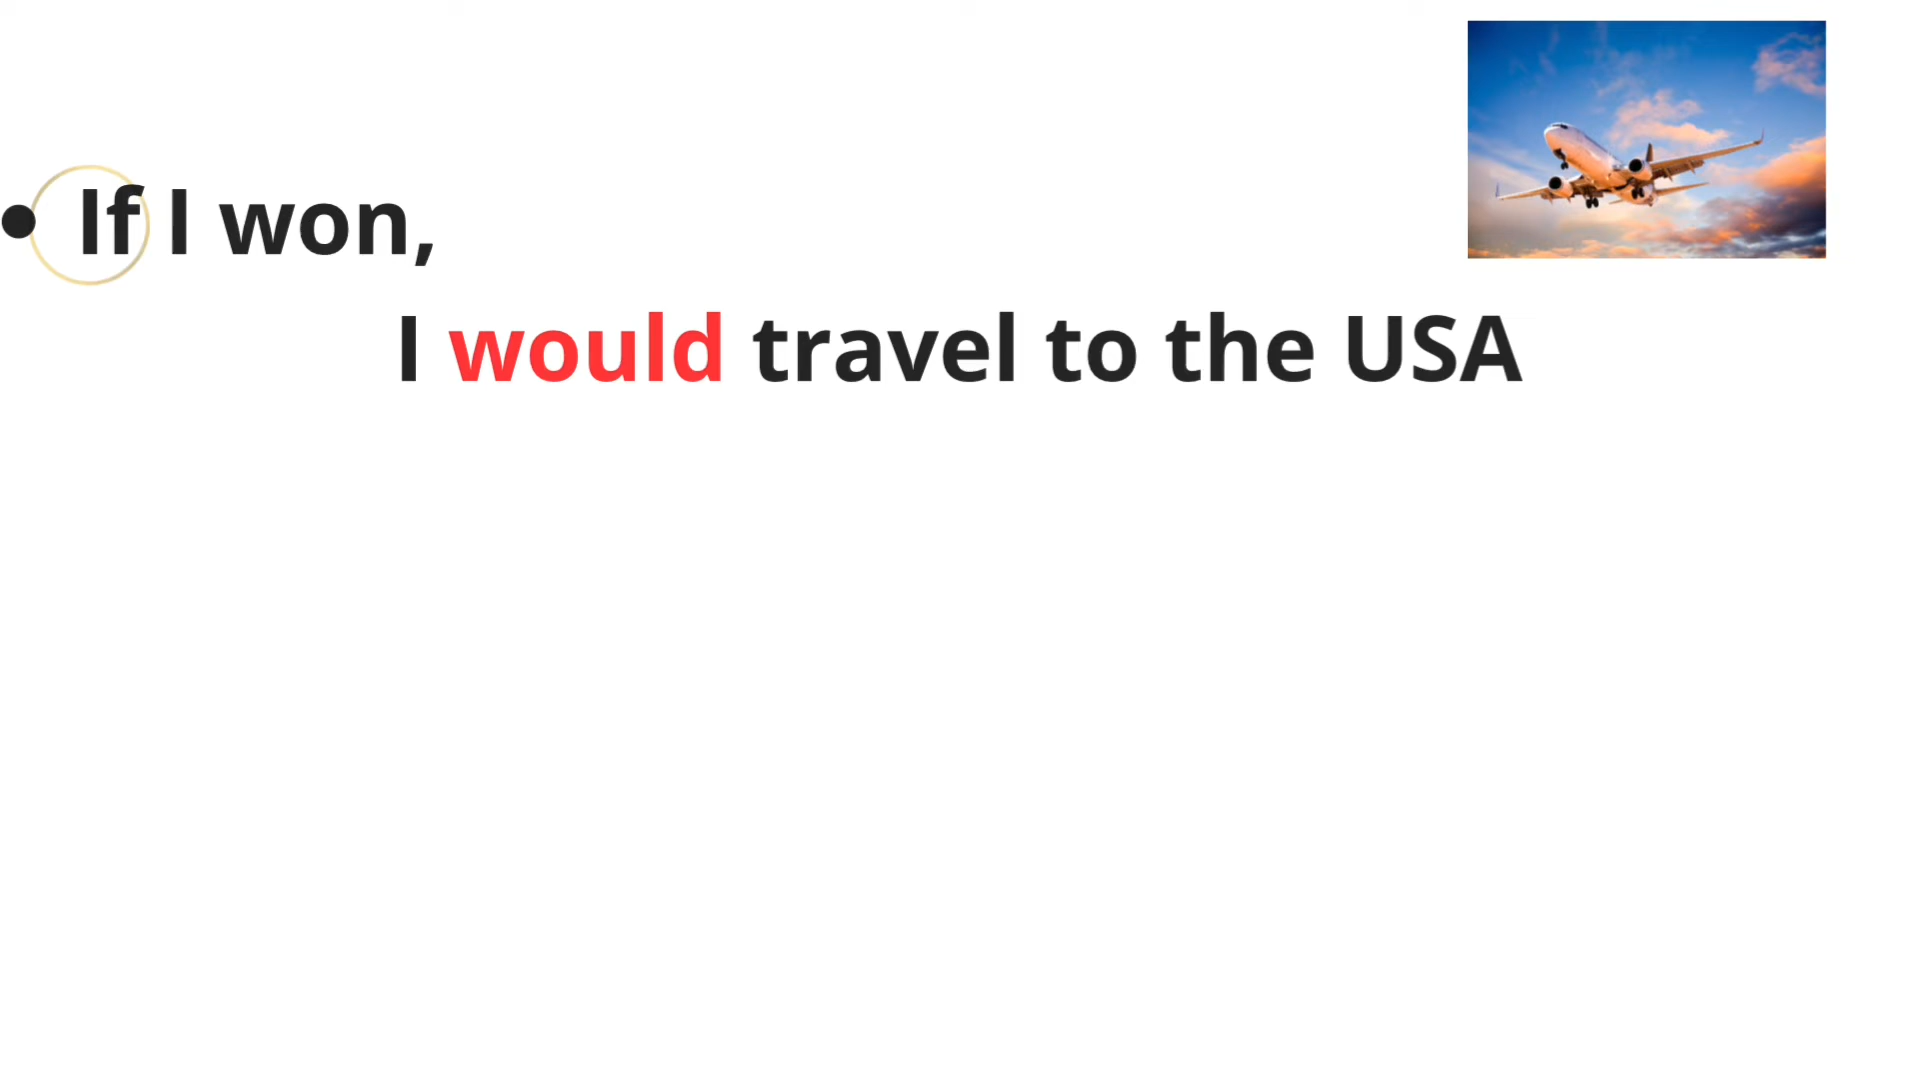 • If I won,
I would travel to the USA